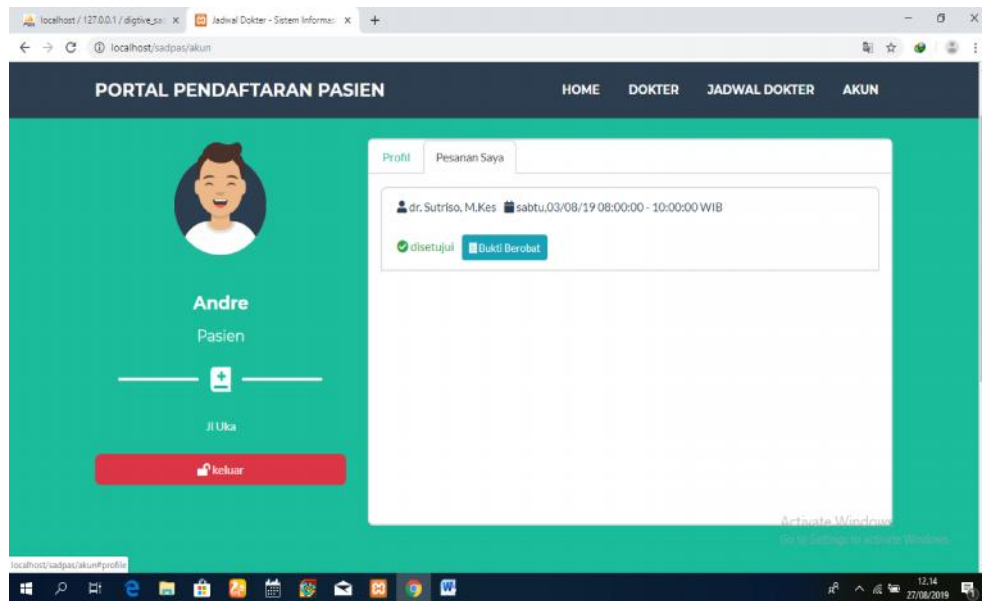 localhost / 127.0.0.1 / digtive_sa
Jadwal Dokter - Sistem Informa
localhost/sadpas/akun
PORTAL PENDAFTARAN PASIEN
HOME DOKTER JADWAL DOKTER AKUN
Profil Pesanan Saya
dr. Sutriso, M.Kes sabtu,03/08/19 08:00:00 - 10:00:00 WIB
disetujui Bukti Berobat
Andre
Pasien
Jl Uka
keluar
Activate Windows
Go to Settings to activate Windows.
localhost/sadpas/akun#profile
12.14
27/08/2019